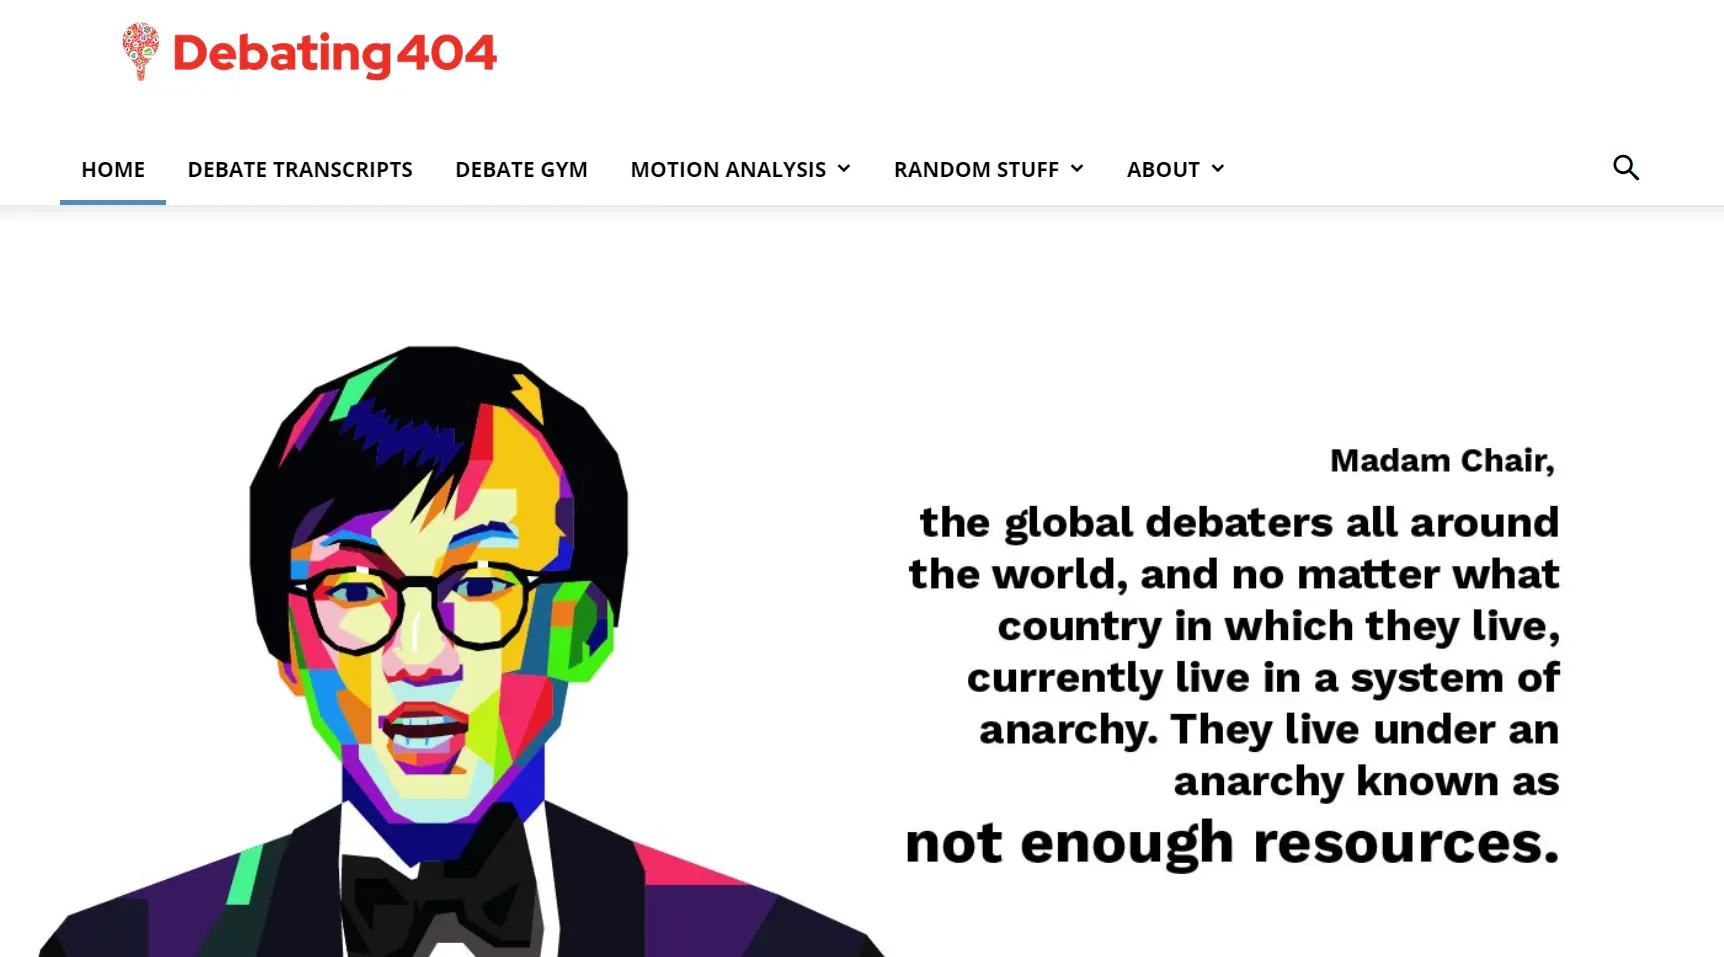 Debating404
HOME DEBATE TRANSCRIPTS DEBATE GYM MOTION ANALYSIS RANDOM STUFF ABOUT
Madam Chair,
the global debaters all around
the world, and no matter what
country in which they live,
currently live in a system of
anarchy. They live under an
anarchy known as
not enough resources.